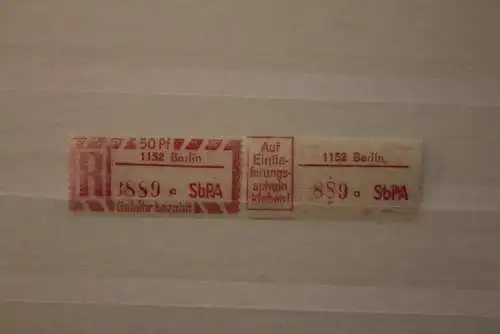 50 Pf
1152 Berlin
R
889 a SbPA
Gebühr bezahlt
Auf
Einlie-
ferungs-
schein
kleben!
1152 Berlin
889 a SbPA